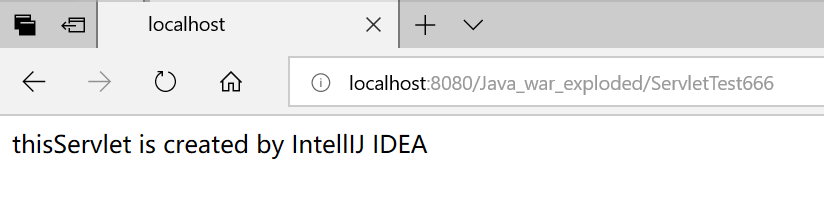 localhost
localhost:8080/Java_war_exploded/ServletTest666
thisServlet is created by IntellIJ IDEA